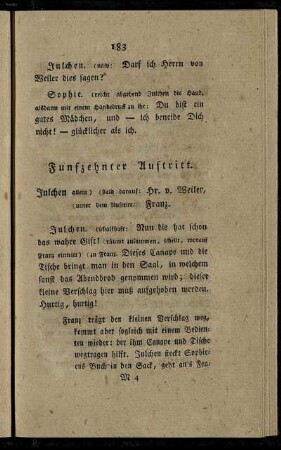 183
Julchen. (naiv) Darf ich Herrn von
Weiler dies sagen?
Sophie. (reicht abgehend Julchen die Hand,
alsdann mit einem Händedruck zu ihr) Du bist ein
gutes Mädchen, und — ich beneide Dich
nicht! — glücklicher als ich.
Funfzehnter Auftritt.
Julchen allein) (bald darauf: Hr. v. Weiler,
(unter dem Auftritt: Franz.
Julchen. Nun die hat schon
das wahre Gift! (räumt zusammen, schellt, worauf
Franz eintritt) (zu Franz) Dieses Canape und die
Tische bringt man in den Saal, in welchem
sonst das Abendbrod genommen wird; dieser
kleine Verschlag hier muß aufgehoben werden.
Hurtig, hurtig!
Franz trägt den kleinen Verschlag weg,
kommt aber sogleich mit einem Bedien-
ten wieder; der ihm Canape und Tische
wegtragen hilft. Julchen steckt Sophie-
ens Buch in den Sack, geht an's Fen-
M 4